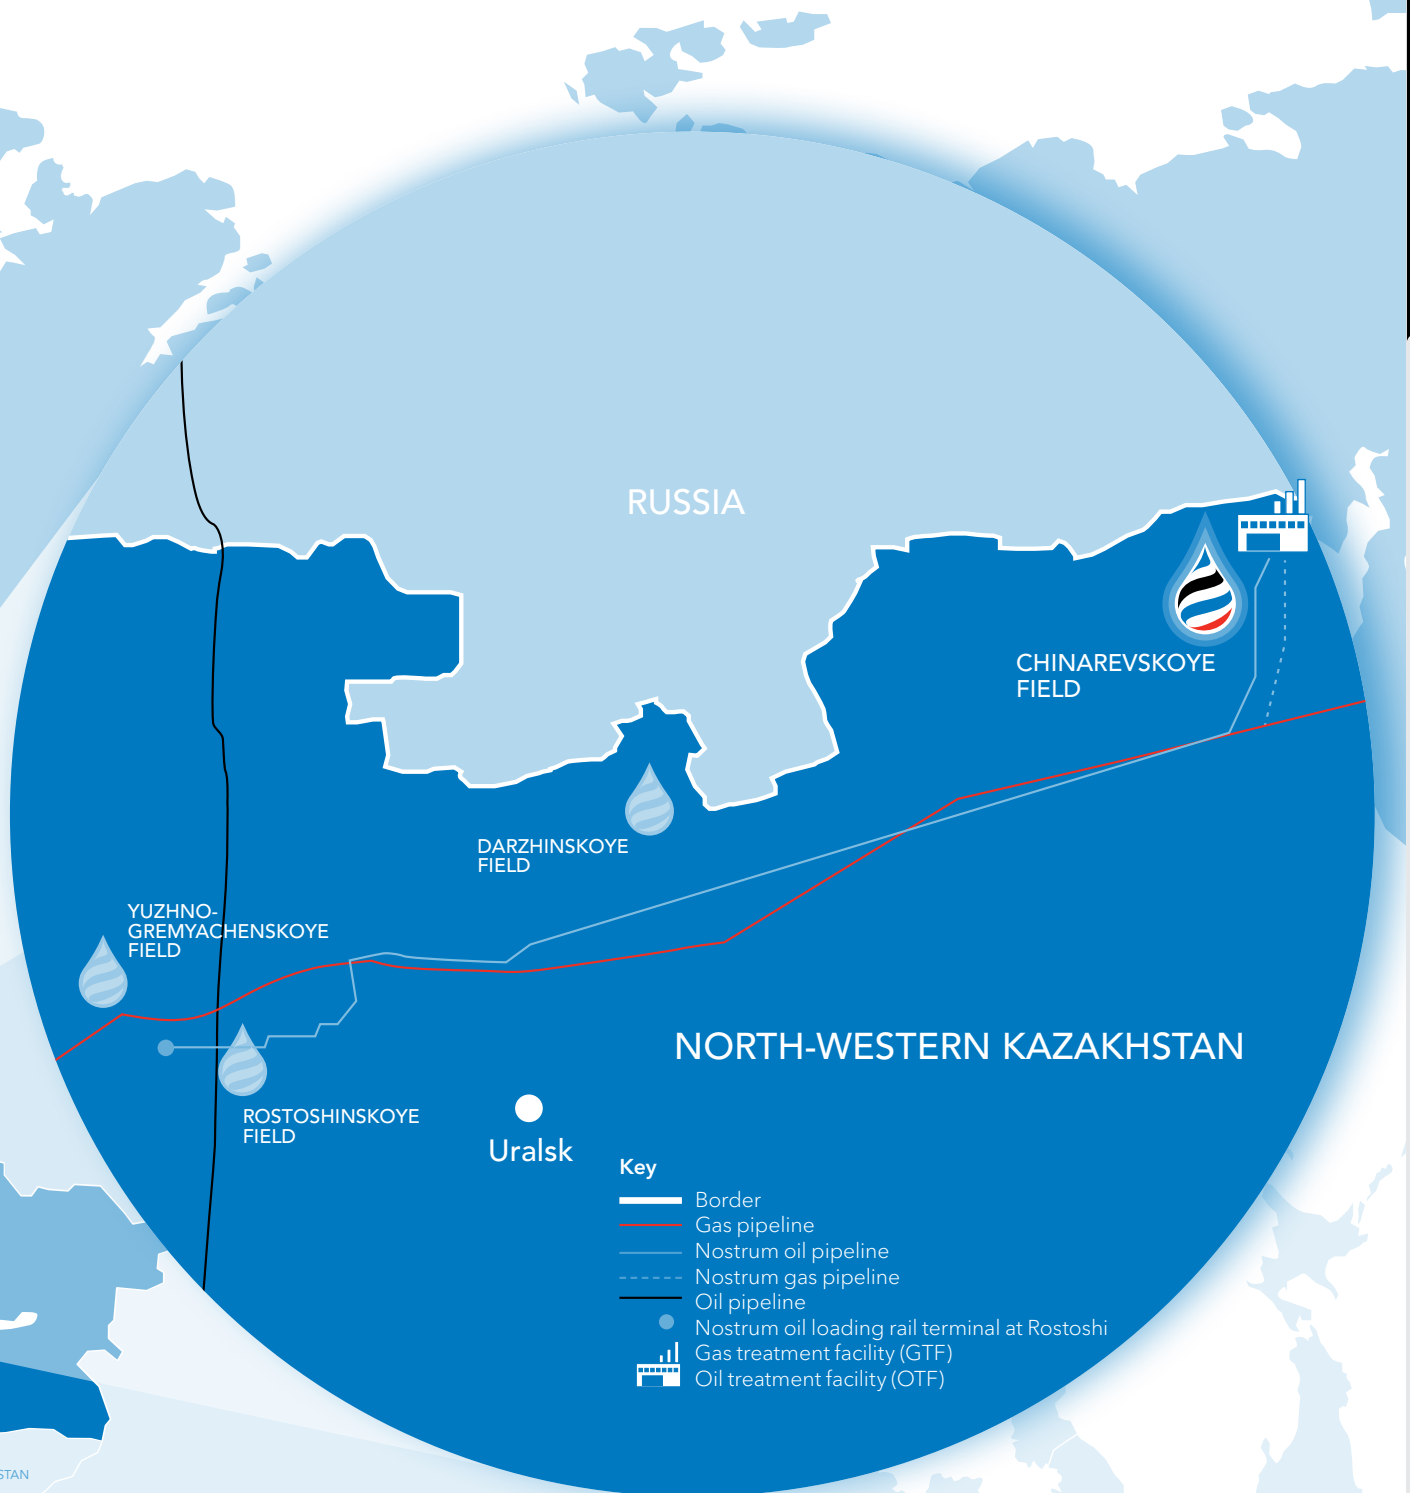 RUSSIA
CHINAREVSKOYE
FIELD
DARZHINSKOYE
FIELD
YUZHNO-
GREMYACHENSKOYE
FIELD
NORTH-WESTERN KAZAKHSTAN
ROSTOSHINSKOYE
FIELD
Uralsk
Key
Border
Gas pipeline
Nostrum oil pipeline
Nostrum gas pipeline
Oil pipeline
Nostrum oil loading rail terminal at Rostoshi
Gas treatment facility (GTF)
Oil treatment facility (OTF)
STAN